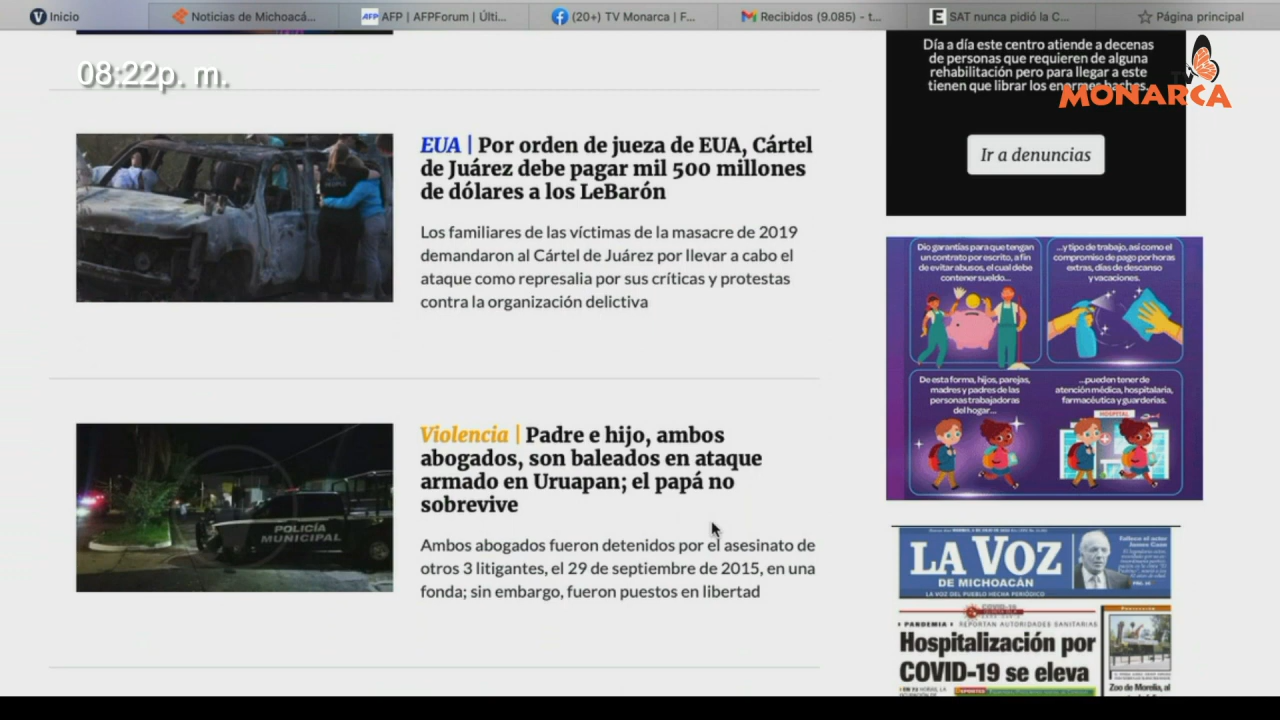 Inicio
Noticias de Michoacá...
AFP
AFP | AFPForum | Últi...
(20+) TV Monarca | F...
Recibidos (9.085) - t...
E
SAT nunca pidió la C...
Página principal
08:22p. m.
EUA | Por orden de jueza de EUA, Cártel
de Juárez debe pagar mil 500 millones
de dólares a los LeBarón
Los familiares de las víctimas de la masacre de 2019
demandaron al Cártel de Juárez por llevar a cabo el
ataque como represalia por sus críticas y protestas
contra la organización delictiva
POLICÍA
MUNICIPAL
Violencia | Padre e hijo, ambos
abogados, son baleados en ataque
armado en Uruapan; el papá no
sobrevive
Ambos abogados fueron detenidos por el asesinato de
otros 3 litigantes, el 29 de septiembre de 2015, en una
fonda; sin embargo, fueron puestos en libertad
Día a día este centro atiende a decenas
de personas que requieren de alguna
rehabilitación pero para llegar a este
tienen que librar los enormes baches.
TV
MONARCA
Ir a denuncias
Dio garantías para que tengan
un contrato por escrito, a fin
de evitar abusos, el cual debe
contener sueldo...
...y tipo de trabajo, así como el
compromiso de pago por horas
extras, días de descanso
y vacaciones.
De esta forma, hijos, parejas,
madres y padres de las
personas trabajadoras
del hogar...
...pueden tener de
atención médica, hospitalaria,
farmacéutica y guarderías.
HOSPITAL
LA VOZ
DE MICHOACÁN
LA VOZ DEL PUEBLO HECHA PERIÓDICO
Fallece el actor
James Caan
COVID-19
PANDEMIA
REPORTAN AUTORIDADES SANITARIAS
Hospitalización por
COVID-19 se eleva
DEPORTES
Zoo de Morelia, al